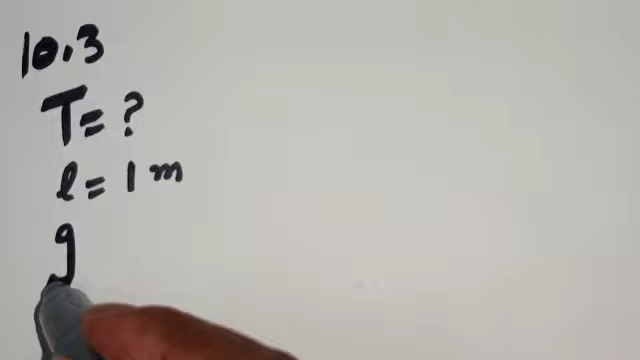 10.3
T = ?
l = 1 m
g